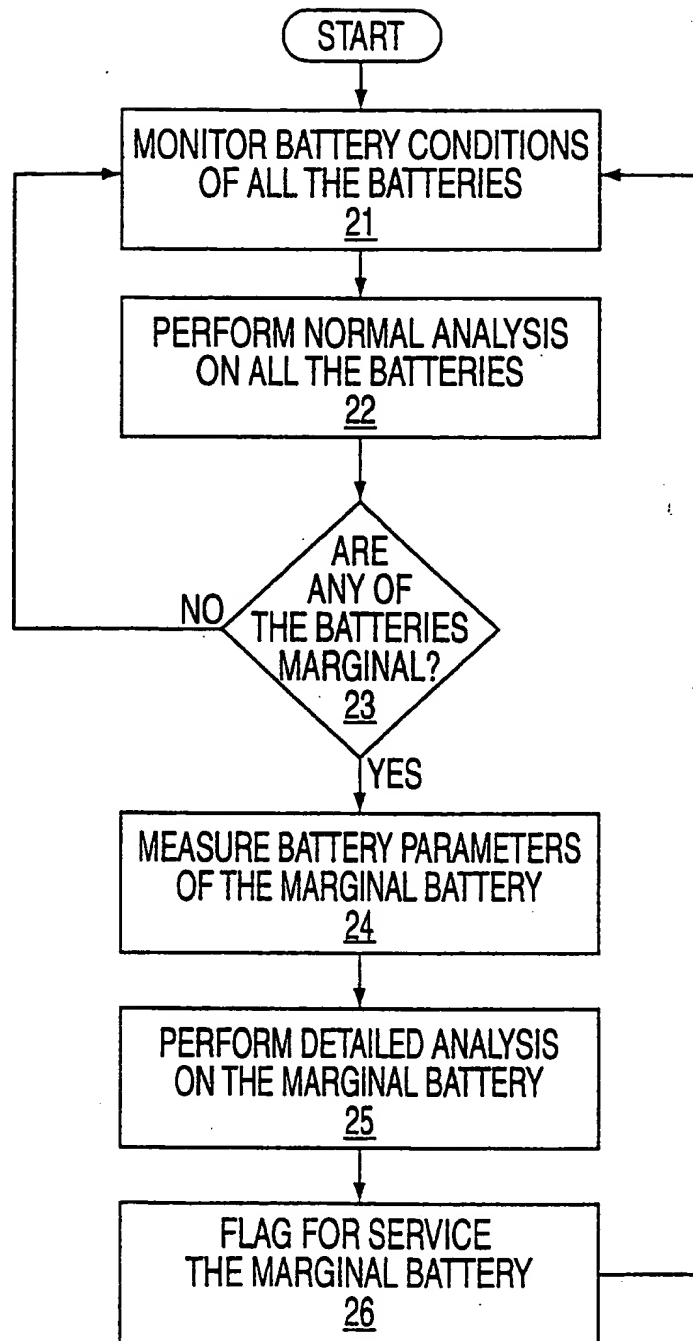 START
MONITOR BATTERY CONDITIONS
OF ALL THE BATTERIES
21
PERFORM NORMAL ANALYSIS
ON ALL THE BATTERIES
22
ARE
ANY OF
THE BATTERIES
MARGINAL?
23
NO
YES
MEASURE BATTERY PARAMETERS
OF THE MARGINAL BATTERY
24
PERFORM DETAILED ANALYSIS
ON THE MARGINAL BATTERY
25
FLAG FOR SERVICE
THE MARGINAL BATTERY
26